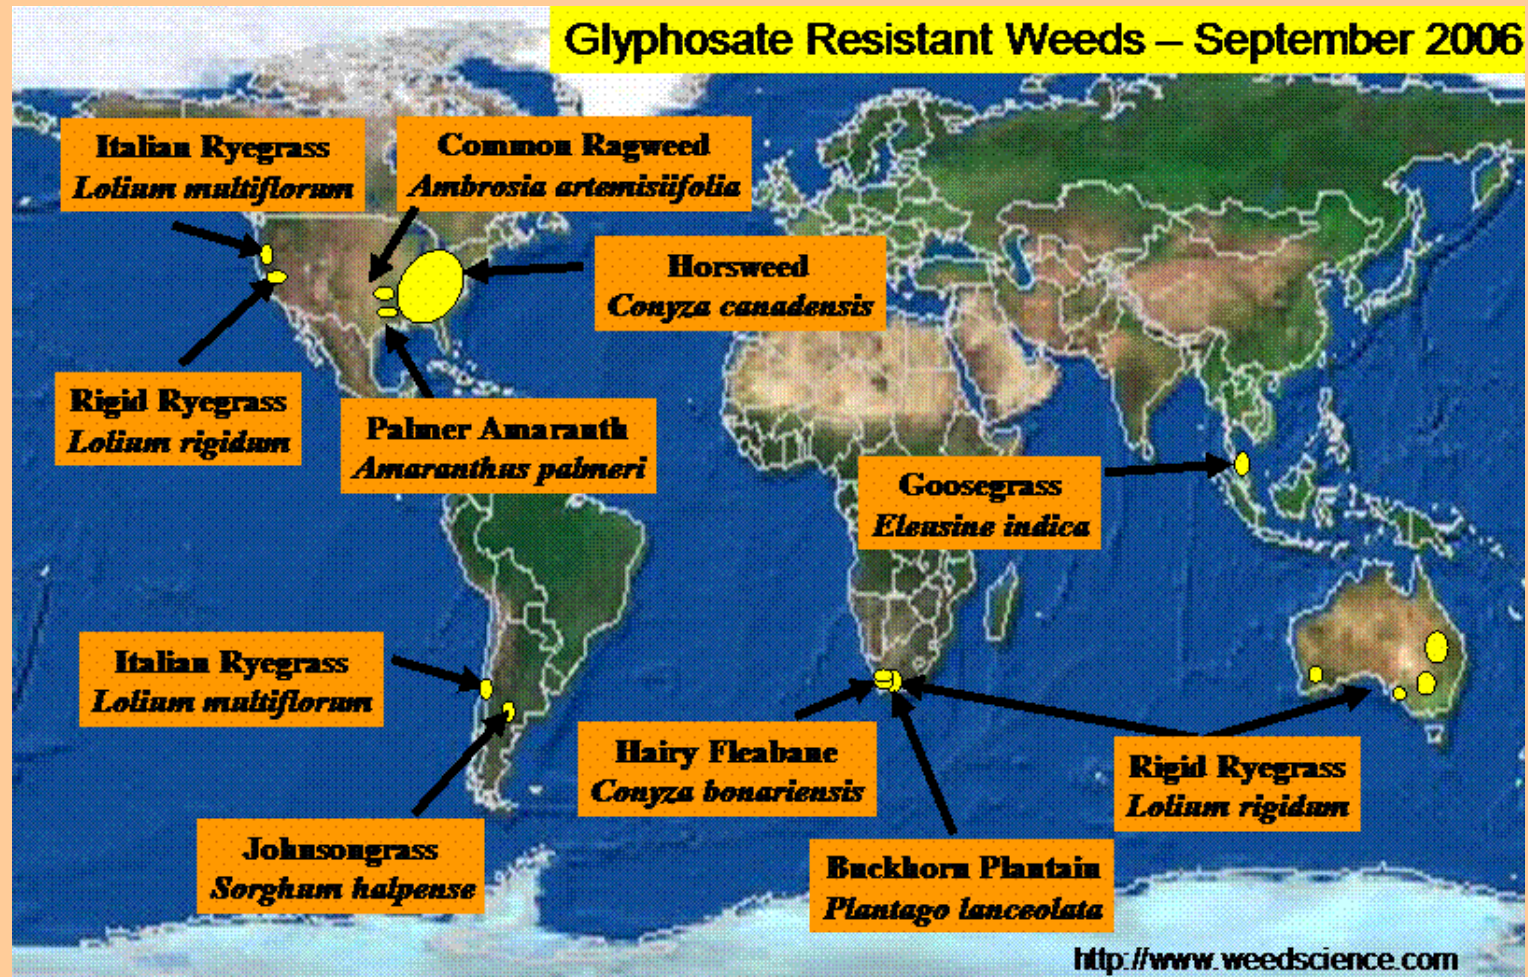 Glyphosate Resistant Weeds – September 2006
Italian Ryegrass
Lolium multiflorum
Common Ragweed
Ambrosia artemisiifolia
Horsweed
Conyza canadensis
Rigid Ryegrass
Lolium rigidum
Palmer Amaranth
Amaranthus palmeri
Goosegrass
Eleusine indica
Italian Ryegrass
Lolium multiflorum
Hairy Fleabane
Conyza bonariensis
Rigid Ryegrass
Lolium rigidum
Johnsongrass
Sorghum halpense
Buckhorn Plantain
Plantago lanceolata
http://www.weedscience.com